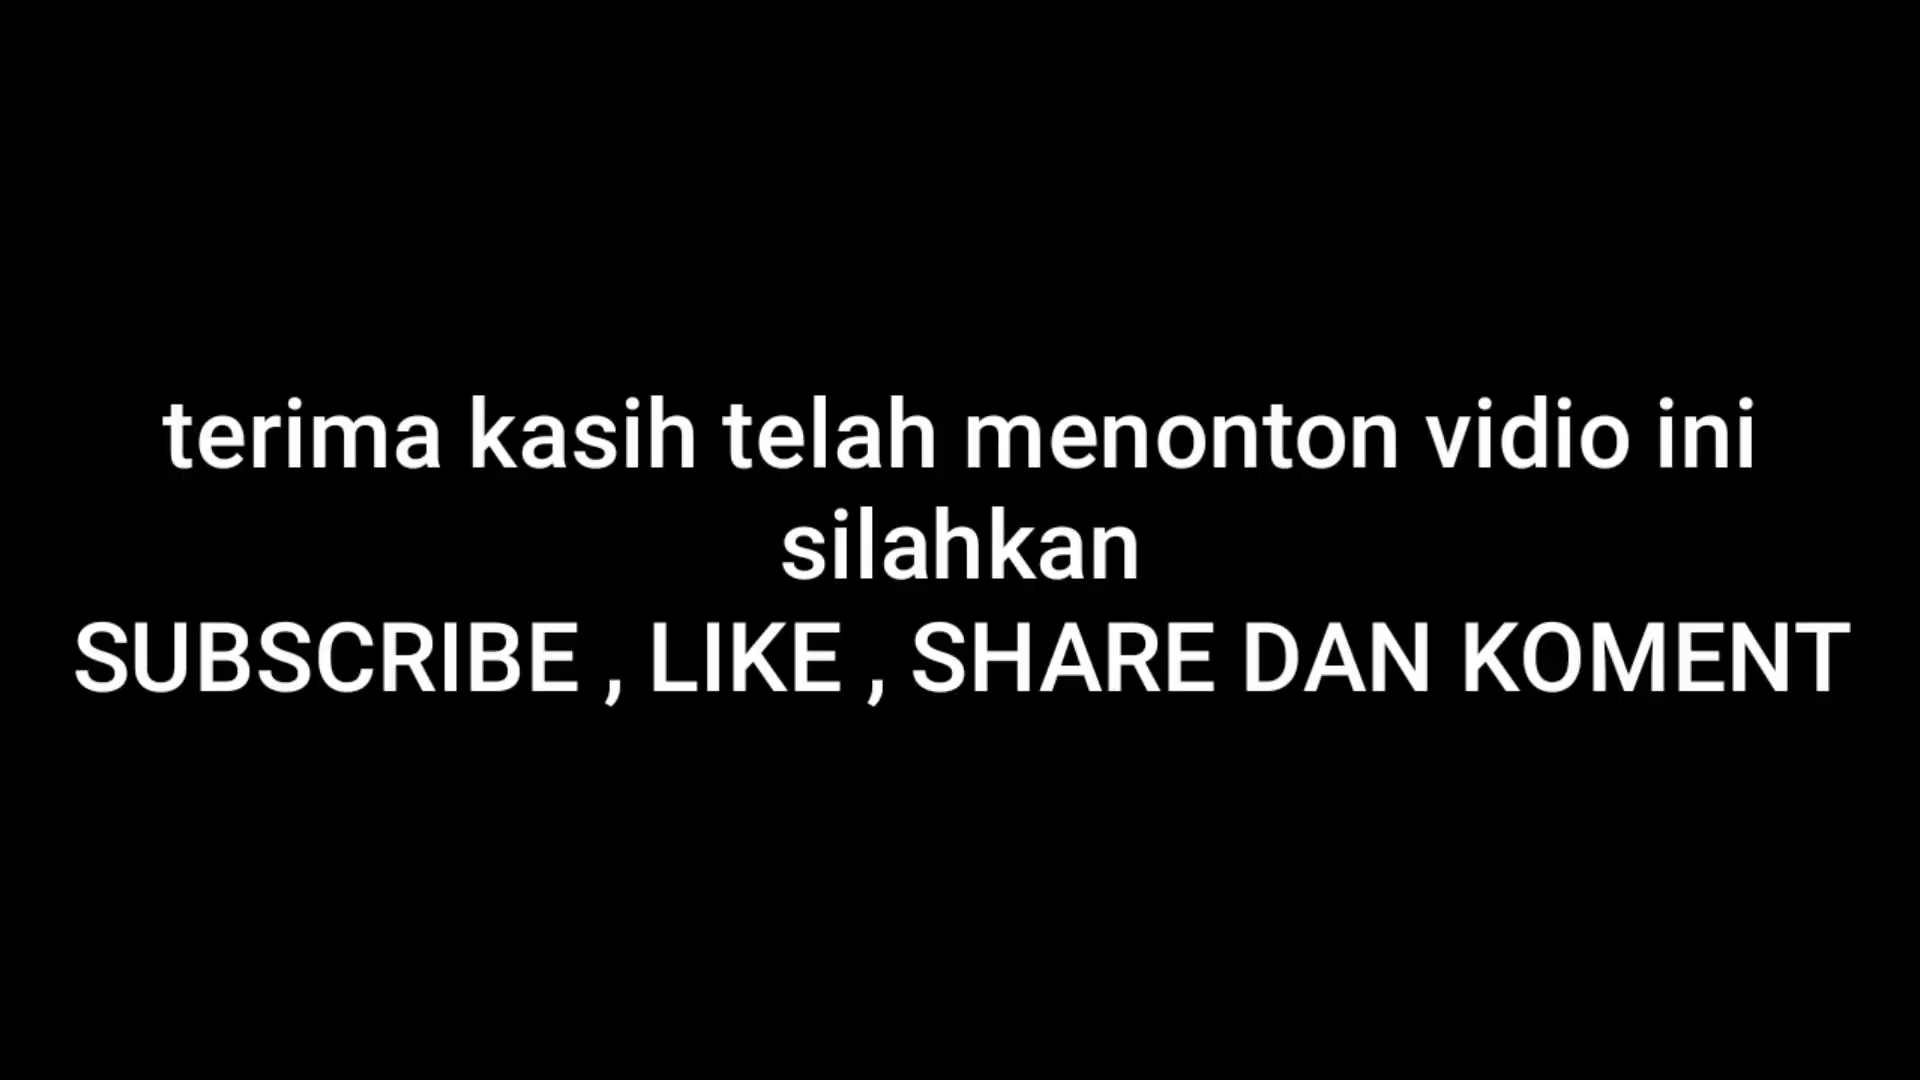 terima kasih telah menonton vidio ini
silahkan
SUBSCRIBE , LIKE , SHARE DAN KOMENT